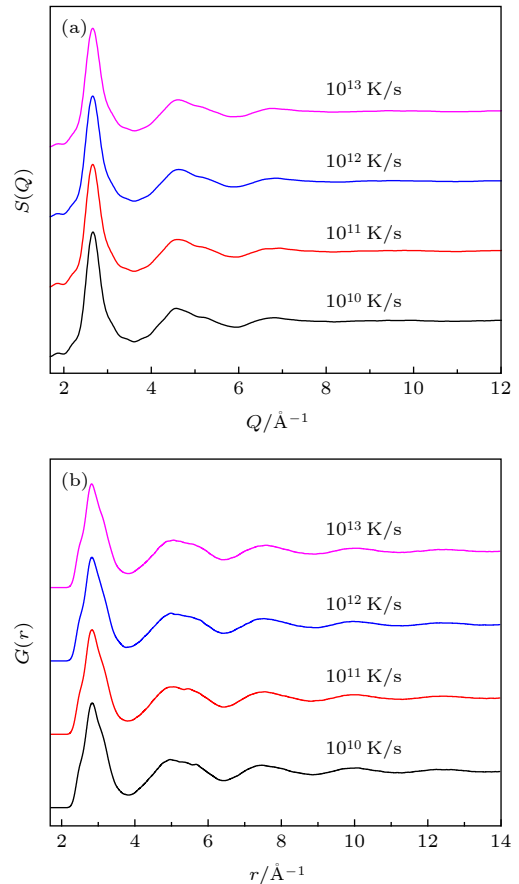 (a)
10¹³ K/s
10¹² K/s
10¹¹ K/s
10¹⁰ K/s
S(Q)
2 4 6 8 10 12
Q/Å⁻¹
(b)
10¹³ K/s
10¹² K/s
10¹¹ K/s
10¹⁰ K/s
G(r)
2 4 6 8 10 12 14
r/Å⁻¹